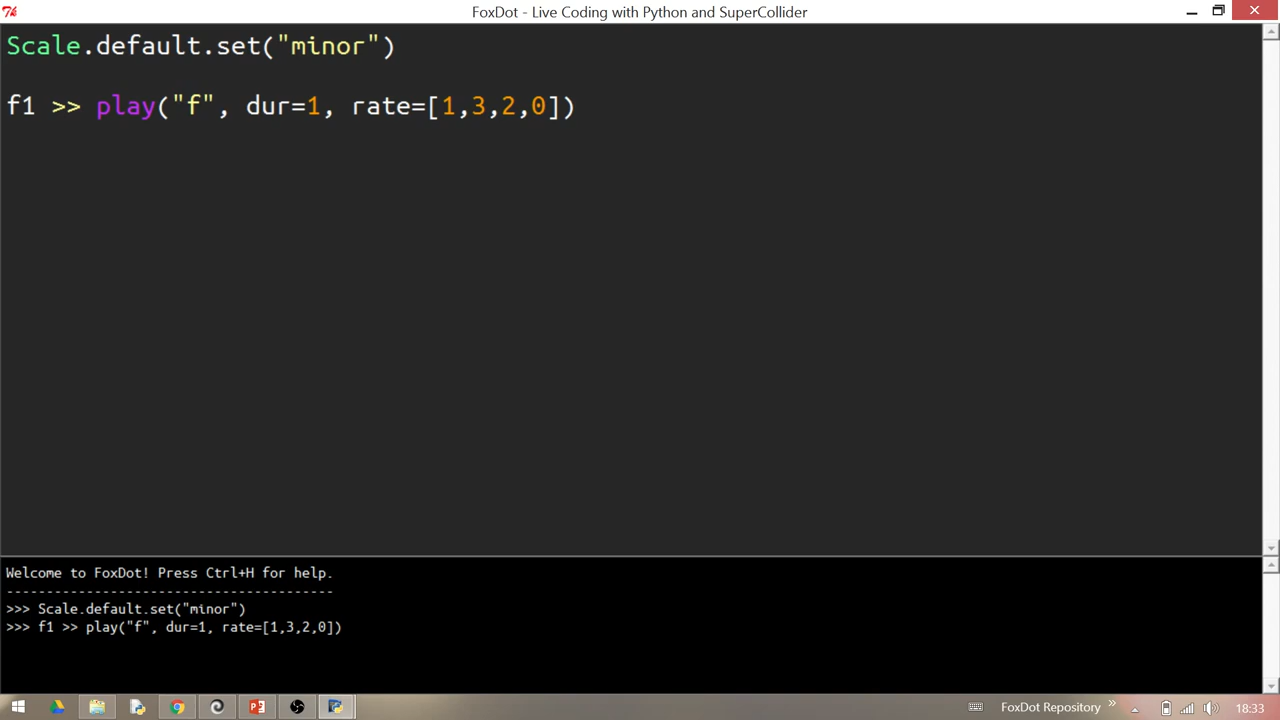 FoxDot - Live Coding with Python and SuperCollider
Scale.default.set("minor")
f1 >> play("f", dur=1, rate=[1,3,2,0])
Welcome to FoxDot! Press Ctrl+H for help.
-----------------------------------------
>>> Scale.default.set("minor")
>>> f1 >> play("f", dur=1, rate=[1,3,2,0])
FoxDot Repository » 18:33